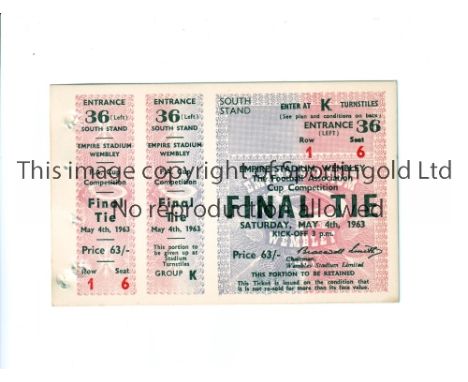 ENTRANCE
36 (Left)
SOUTH STAND
EMPIRE STADIUM
WEMBLEY
Competition
Final
Tie
May 4th, 1963
Price 63/-
Row Seat
1 6
ENTRANCE
36 (Left)
SOUTH STAND
EMPIRE STADIUM
WEMBLEY
Competition
Final
Tie
May 4th, 1963
This portion to
be given up at
Stadium
Turnstiles
GROUP K
SOUTH
STAND
ENTER AT K TURNSTILES
(See plan and conditions on back)
ENTRANCE 36
(LEFT)
Row Seat
1 6
EMPIRE STADIUM, WEMBLEY
The Football Association
Cup Competition
FINAL TIE
SATURDAY, MAY 4th, 1963
KICK-OFF 3 p.m.
WEMBLEY
Price 63/-
Chairman,
Wembley Stadium Limited
THIS PORTION TO BE RETAINED
This Ticket is issued on the condition that
it is not re-sold for more than its face value.
This image copyright of grahambuddgold Ltd
No reproduction allowed